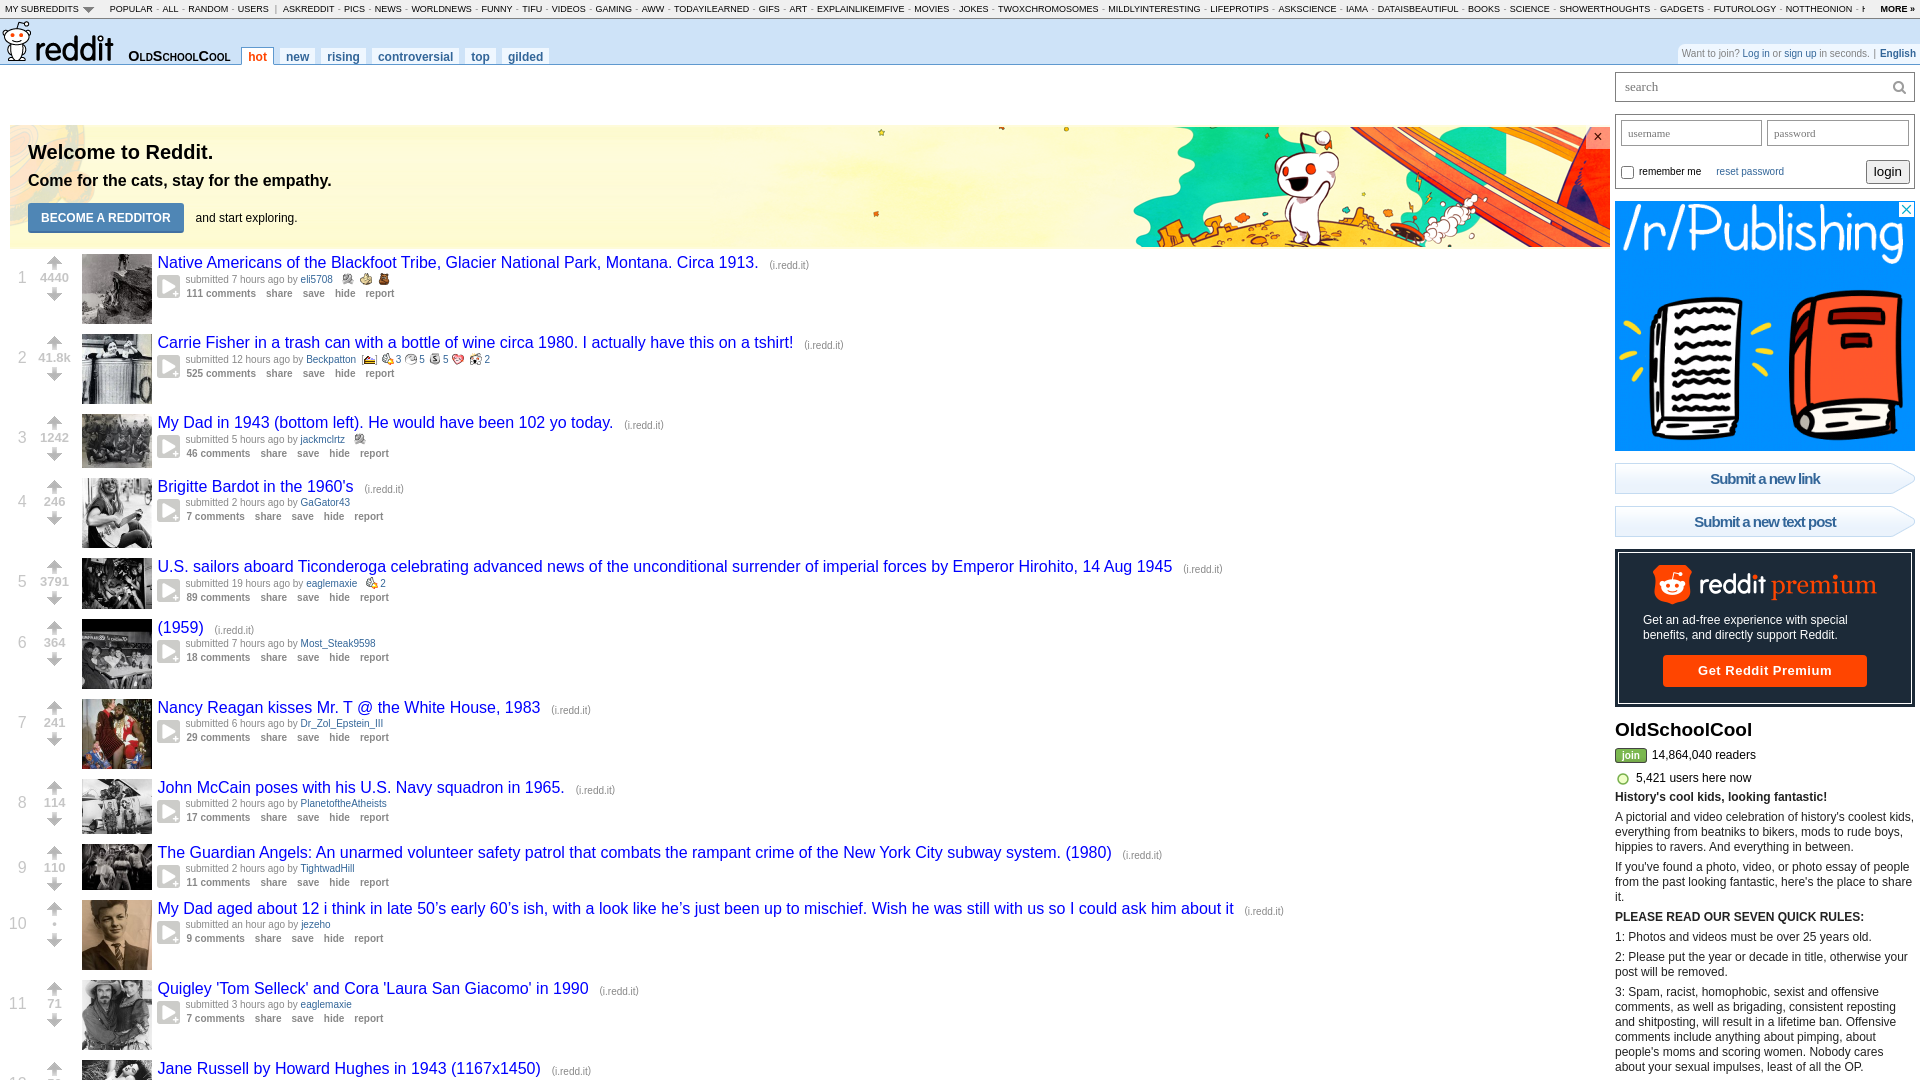 MY SUBREDDITS
POPULAR - ALL - RANDOM - USERS | ASKREDDIT - PICS - NEWS - WORLDNEWS - FUNNY - TIFU - VIDEOS - GAMING - AWW - TODAYILEARNED - GIFS - ART - EXPLAINLIKEIMFIVE - MOVIES - JOKES - TWOXCHROMOSOMES - MILDLYINTERESTING - LIFEPROTIPS - ASKSCIENCE - IAMA - DATAISBEAUTIFUL - BOOKS - SCIENCE - SHOWERTHOUGHTS - GADGETS - FUTUROLOGY - NOTTHEONION
MORE »
reddit OLDSCHOOLCOOL hot new rising controversial top gilded
Want to join? Log in or sign up in seconds. | English
Welcome to Reddit.
Come for the cats, stay for the empathy.
BECOME A REDDITOR and start exploring.
×
1
4440
Native Americans of the Blackfoot Tribe, Glacier National Park, Montana. Circa 1913. (i.redd.it)
submitted 7 hours ago by eli5708
111 comments share save hide report
2
41.8k
Carrie Fisher in a trash can with a bottle of wine circa 1980. I actually have this on a tshirt! (i.redd.it)
submitted 12 hours ago by Beckpatton 3 5 5 2
525 comments share save hide report
3
1242
My Dad in 1943 (bottom left). He would have been 102 yo today. (i.redd.it)
submitted 5 hours ago by jackmclrtz
46 comments share save hide report
4
246
Brigitte Bardot in the 1960's (i.redd.it)
submitted 2 hours ago by GaGator43
7 comments share save hide report
5
3791
U.S. sailors aboard Ticonderoga celebrating advanced news of the unconditional surrender of imperial forces by Emperor Hirohito, 14 Aug 1945 (i.redd.it)
submitted 19 hours ago by eaglemaxie 2
89 comments share save hide report
6
364
(1959) (i.redd.it)
submitted 7 hours ago by Most_Steak9598
18 comments share save hide report
7
241
Nancy Reagan kisses Mr. T @ the White House, 1983 (i.redd.it)
submitted 6 hours ago by Dr_Zol_Epstein_III
29 comments share save hide report
8
114
John McCain poses with his U.S. Navy squadron in 1965. (i.redd.it)
submitted 2 hours ago by PlanetoftheAtheists
17 comments share save hide report
9
110
The Guardian Angels: An unarmed volunteer safety patrol that combats the rampant crime of the New York City subway system. (1980) (i.redd.it)
submitted 2 hours ago by TightwadHill
11 comments share save hide report
10
•
My Dad aged about 12 i think in late 50’s early 60’s ish, with a look like he’s just been up to mischief. Wish he was still with us so I could ask him about it (i.redd.it)
submitted an hour ago by jezeho
9 comments share save hide report
11
71
Quigley 'Tom Selleck' and Cora 'Laura San Giacomo' in 1990 (i.redd.it)
submitted 3 hours ago by eaglemaxie
7 comments share save hide report
Jane Russell by Howard Hughes in 1943 (1167x1450) (i.redd.it)
search
username password
remember me reset password login
/r/Publishing
Submit a new link
Submit a new text post
reddit premium
Get an ad-free experience with special
benefits, and directly support Reddit.
Get Reddit Premium
OldSchoolCool
join 14,864,040 readers
5,421 users here now
History's cool kids, looking fantastic!
A pictorial and video celebration of history's coolest kids,
everything from beatniks to bikers, mods to rude boys,
hippies to ravers. And everything in between.
If you've found a photo, video, or photo essay of people
from the past looking fantastic, here's the place to share
it.
PLEASE READ OUR SEVEN QUICK RULES:
1: Photos and videos must be over 25 years old.
2: Please put the year or decade in title, otherwise your
post will be removed.
3: Spam, racist, homophobic, sexist and offensive
comments, as well as brigading, consistent reposting
and shitposting, will result in a lifetime ban. Offensive
comments include anything about pimping, about
people's moms and scoring women. Nobody cares
about your sexual impulses, least of all the OP.